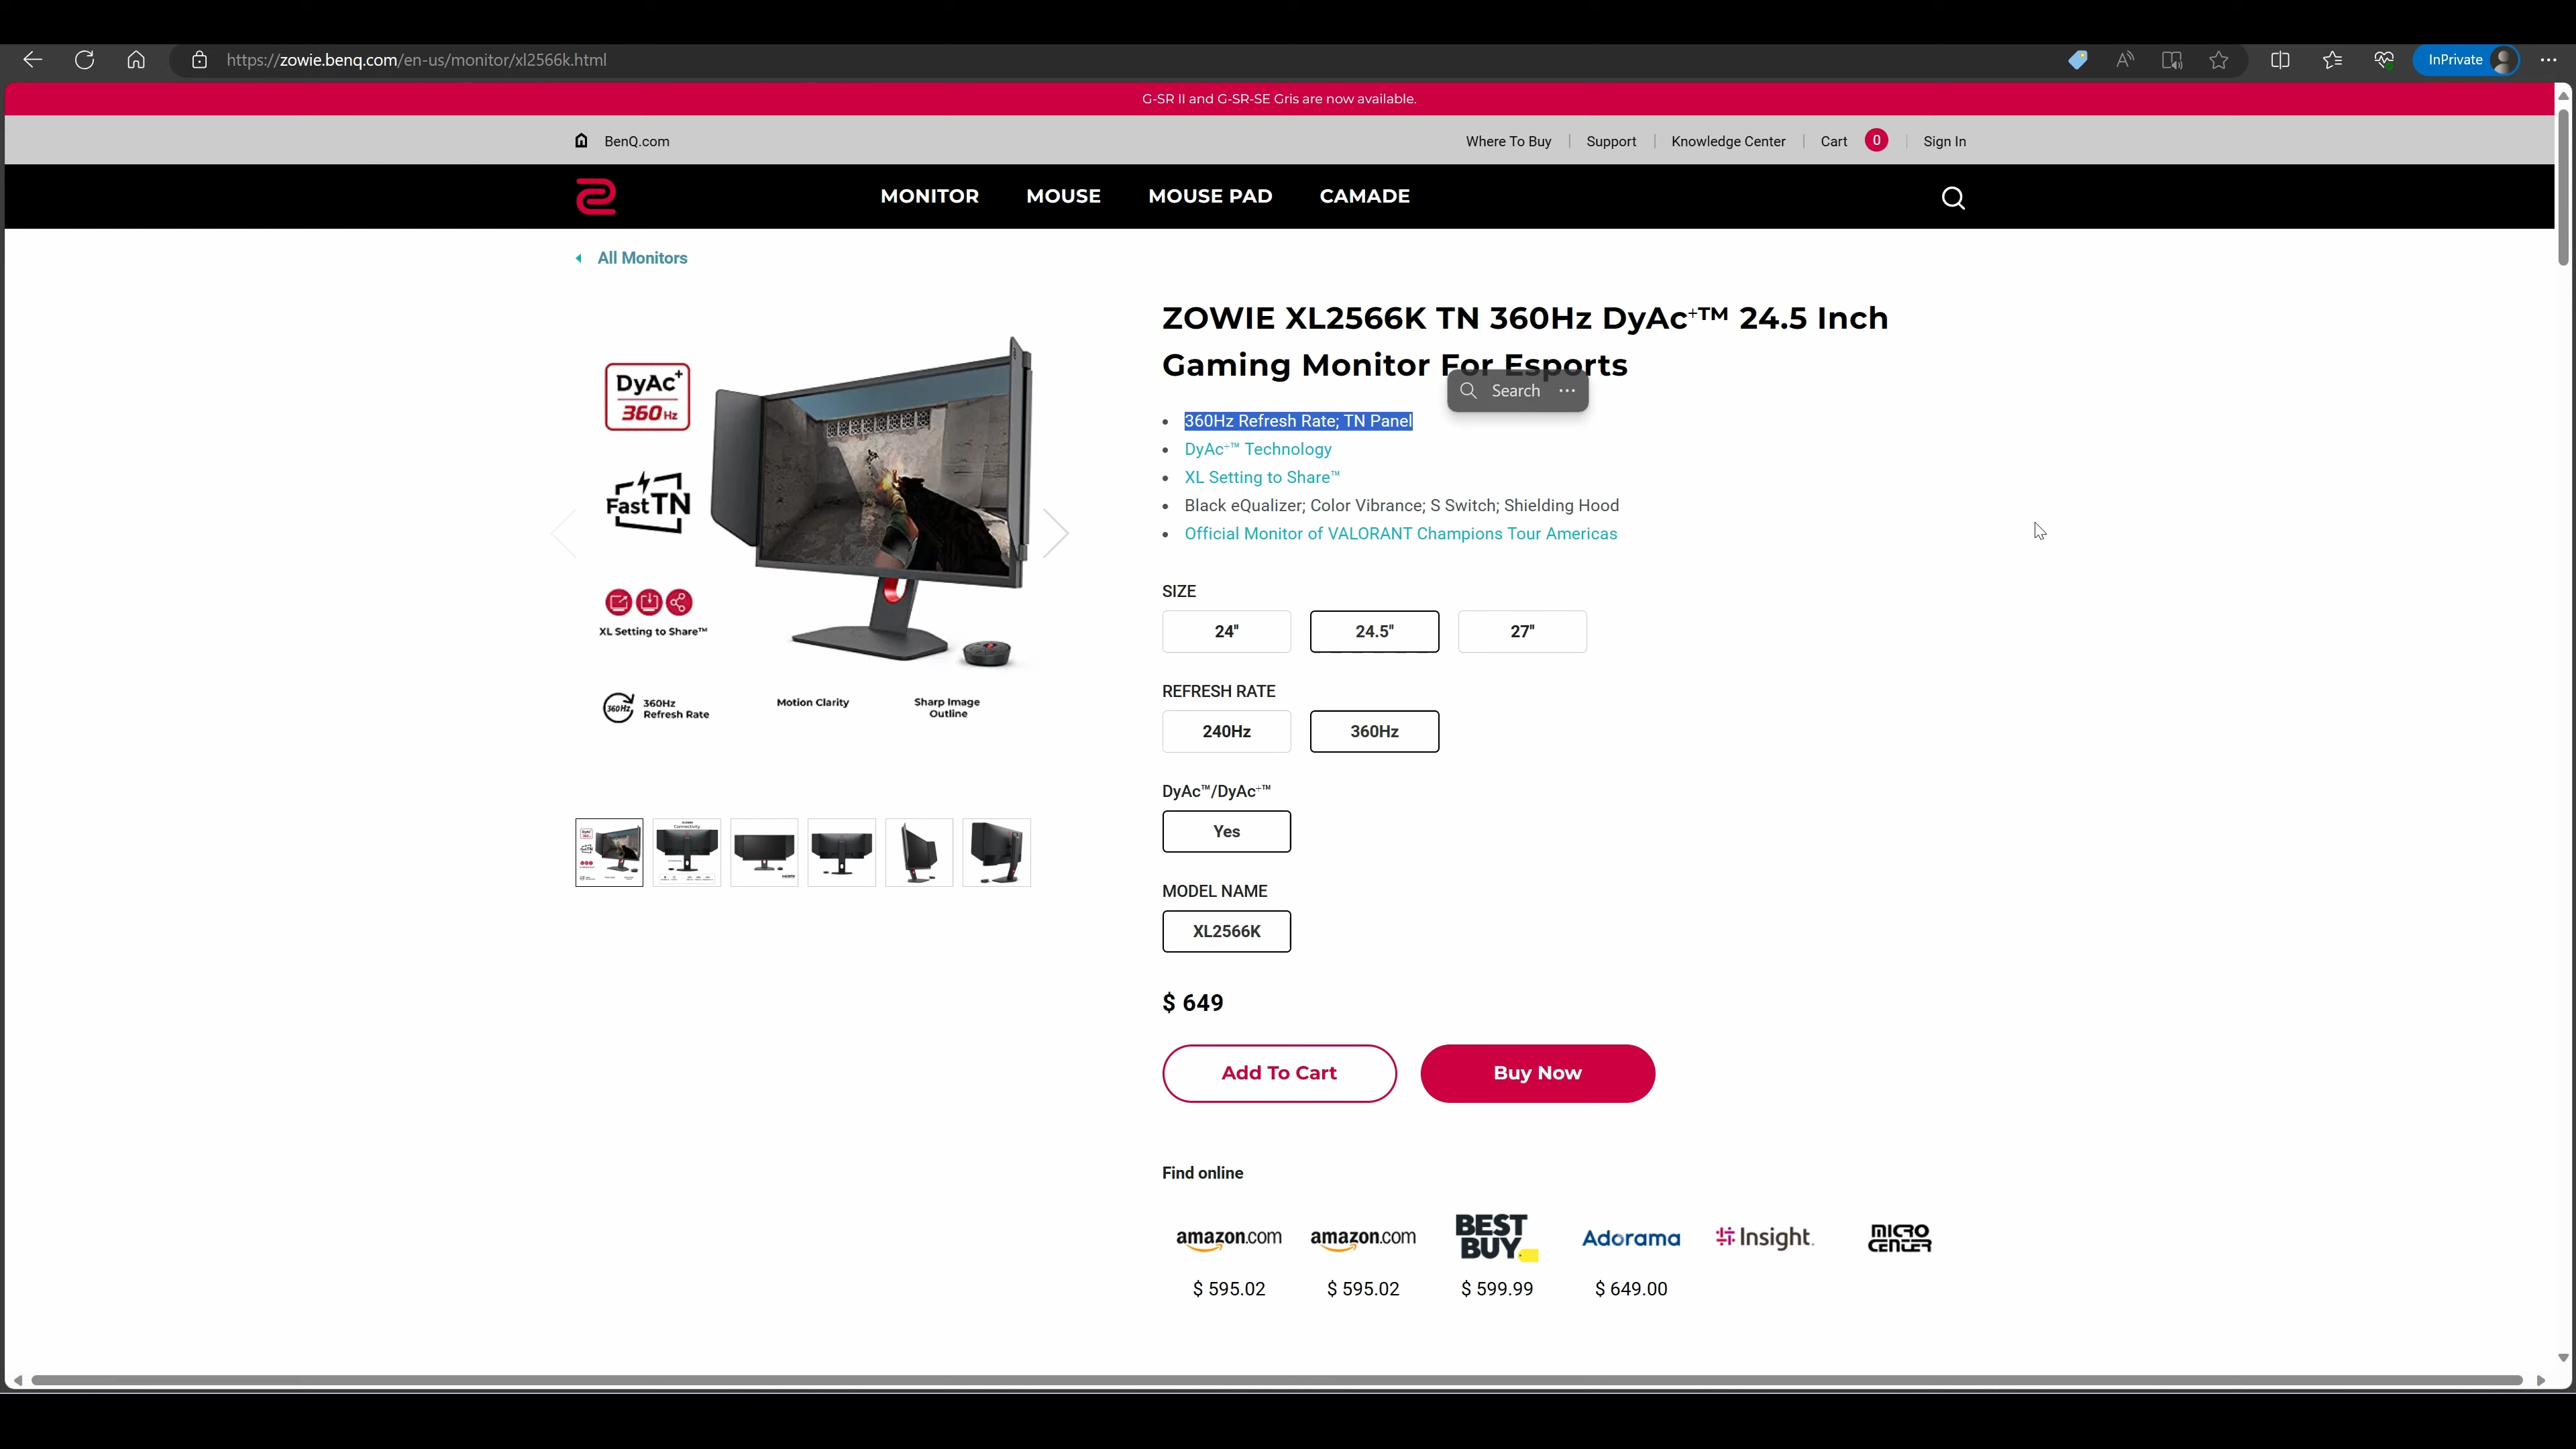 https://zowie.benq.com/en-us/monitor/xl2566k.html
InPrivate
G-SR II and G-SR-SE Gris are now available.
BenQ.com
Where To Buy
Support
Knowledge Center
Cart 0
Sign In
MONITOR
MOUSE
MOUSE PAD
CAMADE
All Monitors
DyAc+
360Hz
FastTN
XL Setting to Share™
360Hz
360Hz
Refresh Rate
Motion Clarity
Sharp Image
Outline
ZOWIE XL2566K TN 360Hz DyAc⁺™ 24.5 Inch
Gaming Monitor For Esports
Search
360Hz Refresh Rate; TN Panel
DyAc⁺™ Technology
XL Setting to Share™
Black eQualizer; Color Vibrance; S Switch; Shielding Hood
Official Monitor of VALORANT Champions Tour Americas
SIZE
24"
24.5"
27"
REFRESH RATE
240Hz
360Hz
DyAc™/DyAc⁺™
Yes
MODEL NAME
XL2566K
$ 649
Add To Cart
Buy Now
Find online
amazon.com
amazon.com
BEST
BUY
Adorama
Insight.
MICRO
CENTER
$ 595.02
$ 595.02
$ 599.99
$ 649.00